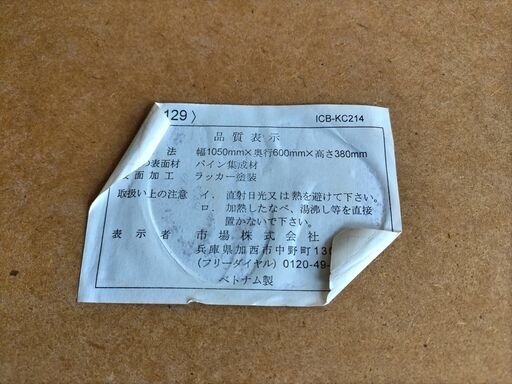 129〉 ICB-KC214
品質表示
法 幅1050mm×奥行600mm×高さ380mm
の表面材 パイン集成材
表面加工 ラッカー塗装
取扱い上の注意 イ．直射日光又は熱を避けて下さい。
ロ．加熱したなべ、湯沸し等を直接
置かないで下さい。
表示者 市場株式会社
兵庫県加西市中野町130
(フリーダイヤル) 0120-49-
ベトナム製